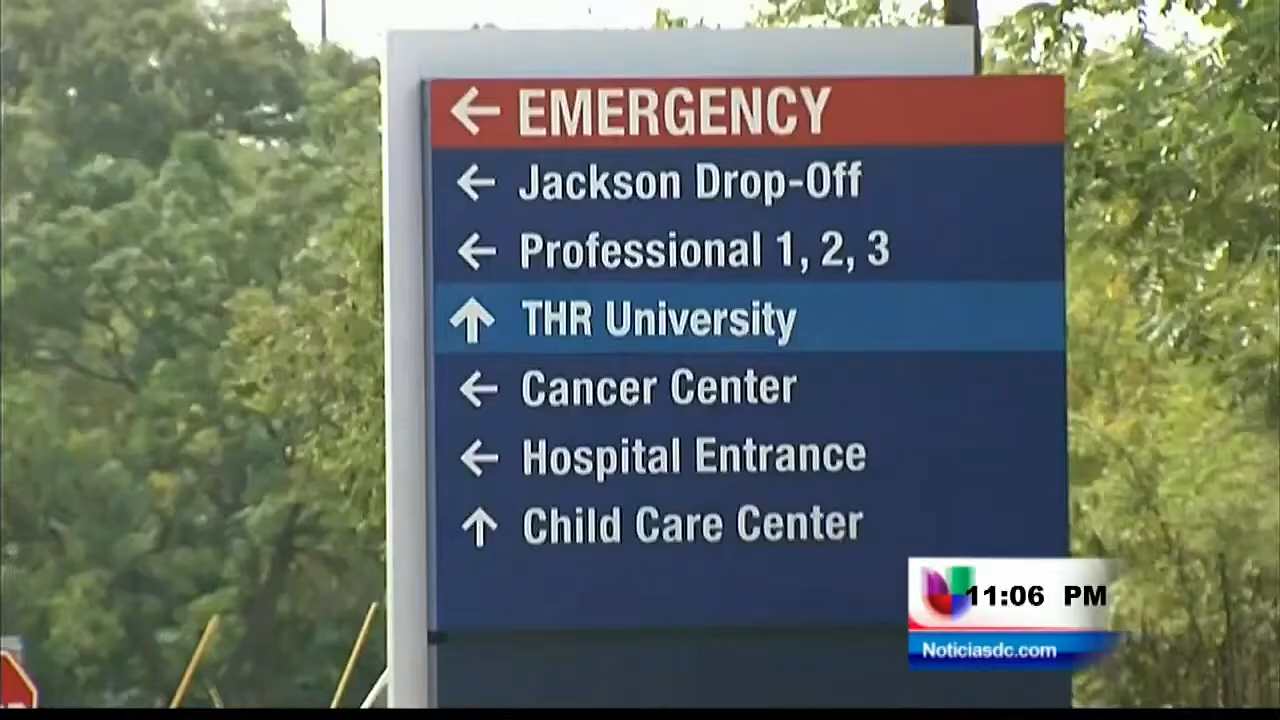 ← EMERGENCY
← Jackson Drop-Off
← Professional 1, 2, 3
↑ THR University
← Cancer Center
← Hospital Entrance
↑ Child Care Center
11:06 PM
Noticiasdc.com